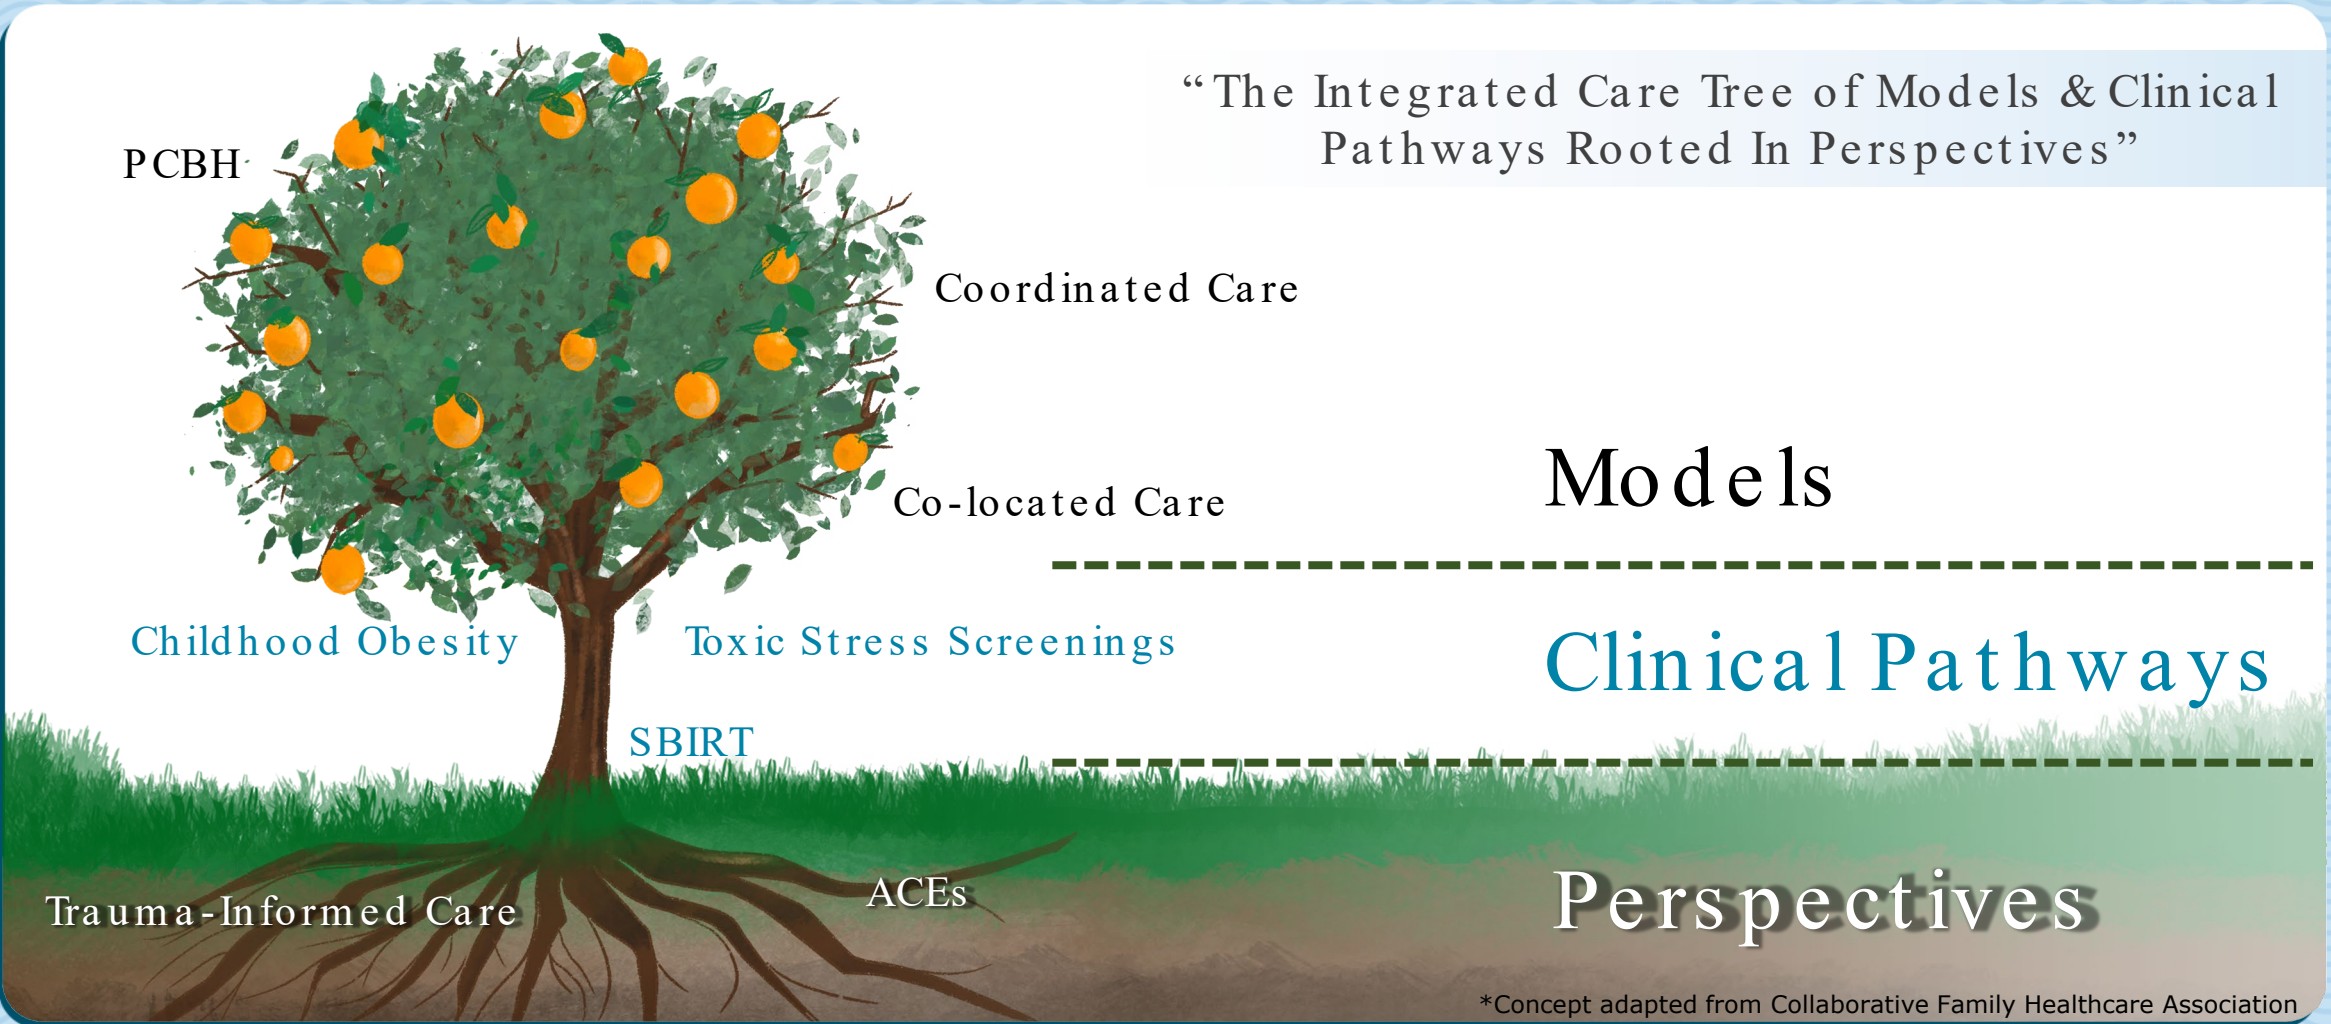 “The Integrated Care Tree of Models & Clinical
Pathways Rooted In Perspectives”
PCBH
Coordinated Care
Co-located Care
Models
Childhood Obesity
Toxic Stress Screenings
Clinical Pathways
SBIRT
Trauma-Informed Care
ACEs
Perspectives
*Concept adapted from Collaborative Family Healthcare Association